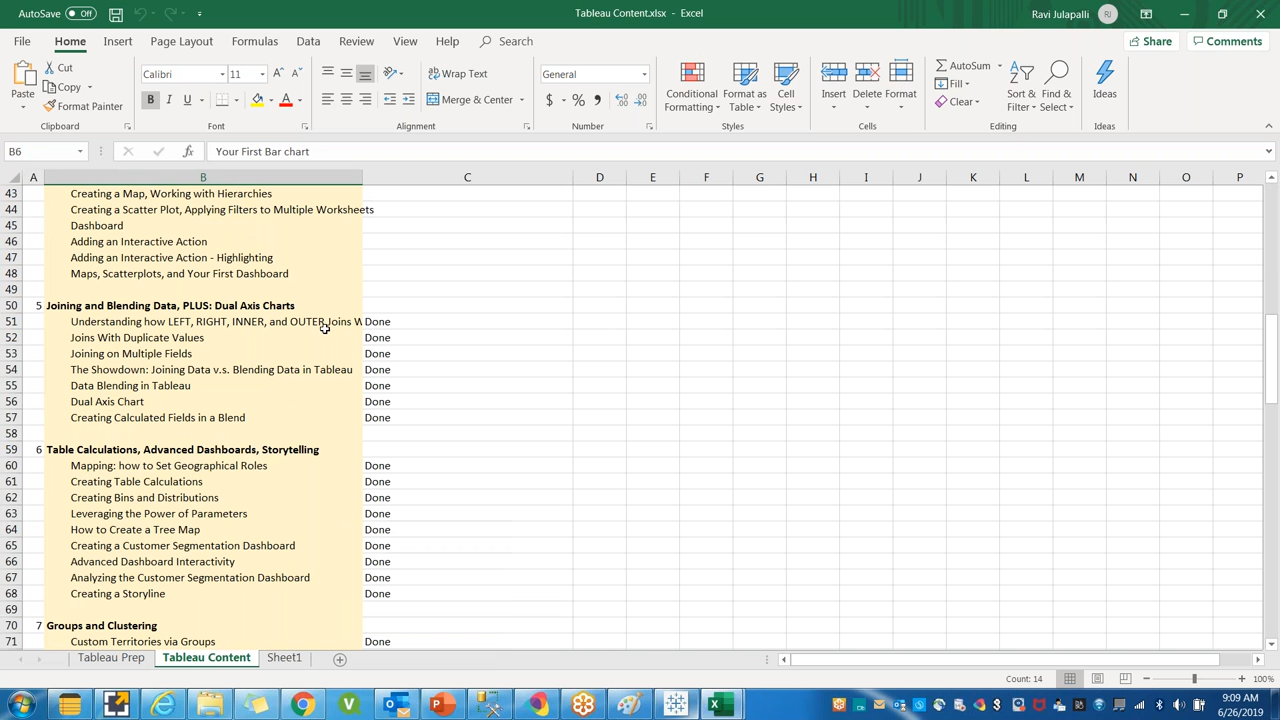 AutoSave Off
Tableau Content.xlsx - Excel
Ravi Julapalli RJ
File Home Insert Page Layout Formulas Data Review View Help Search
Share Comments
Paste
Cut
Copy
Format Painter
Clipboard
Calibri 11
B I U
Font
Wrap Text
Merge & Center
Alignment
General
$ % ,
Number
Conditional Formatting
Format as Table
Cell Styles
Styles
Insert Delete Format
Cells
AutoSum
Fill
Clear
Sort & Filter
Find & Select
Editing
Ideas
Ideas
B6 fx Your First Bar chart
A B C D E F G H I J K L M N O P
43 Creating a Map, Working with Hierarchies
44 Creating a Scatter Plot, Applying Filters to Multiple Worksheets
45 Dashboard
46 Adding an Interactive Action
47 Adding an Interactive Action - Highlighting
48 Maps, Scatterplots, and Your First Dashboard
49
50 5 Joining and Blending Data, PLUS: Dual Axis Charts
51 Understanding how LEFT, RIGHT, INNER, and OUTER Joins W Done
52 Joins With Duplicate Values Done
53 Joining on Multiple Fields Done
54 The Showdown: Joining Data v.s. Blending Data in Tableau Done
55 Data Blending in Tableau Done
56 Dual Axis Chart Done
57 Creating Calculated Fields in a Blend Done
58
59 6 Table Calculations, Advanced Dashboards, Storytelling
60 Mapping: how to Set Geographical Roles Done
61 Creating Table Calculations Done
62 Creating Bins and Distributions Done
63 Leveraging the Power of Parameters Done
64 How to Create a Tree Map Done
65 Creating a Customer Segmentation Dashboard Done
66 Advanced Dashboard Interactivity Done
67 Analyzing the Customer Segmentation Dashboard Done
68 Creating a Storyline Done
69
70 7 Groups and Clustering
71 Custom Territories via Groups Done
Tableau Prep Tableau Content Sheet1
Count: 14 100%
9:09 AM
6/26/2019